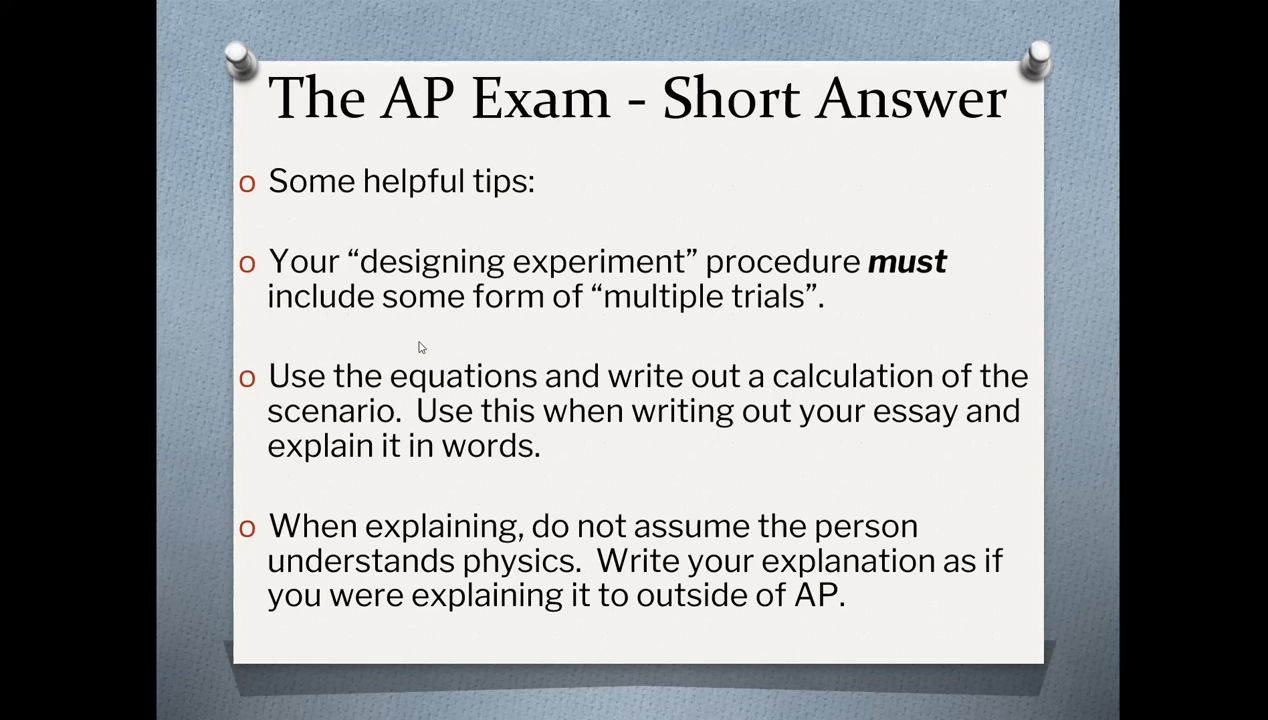 The AP Exam - Short Answer
o Some helpful tips:
o Your “designing experiment” procedure must
include some form of “multiple trials”.
o Use the equations and write out a calculation of the
scenario.  Use this when writing out your essay and
explain it in words.
o When explaining, do not assume the person
understands physics.  Write your explanation as if
you were explaining it to outside of AP.